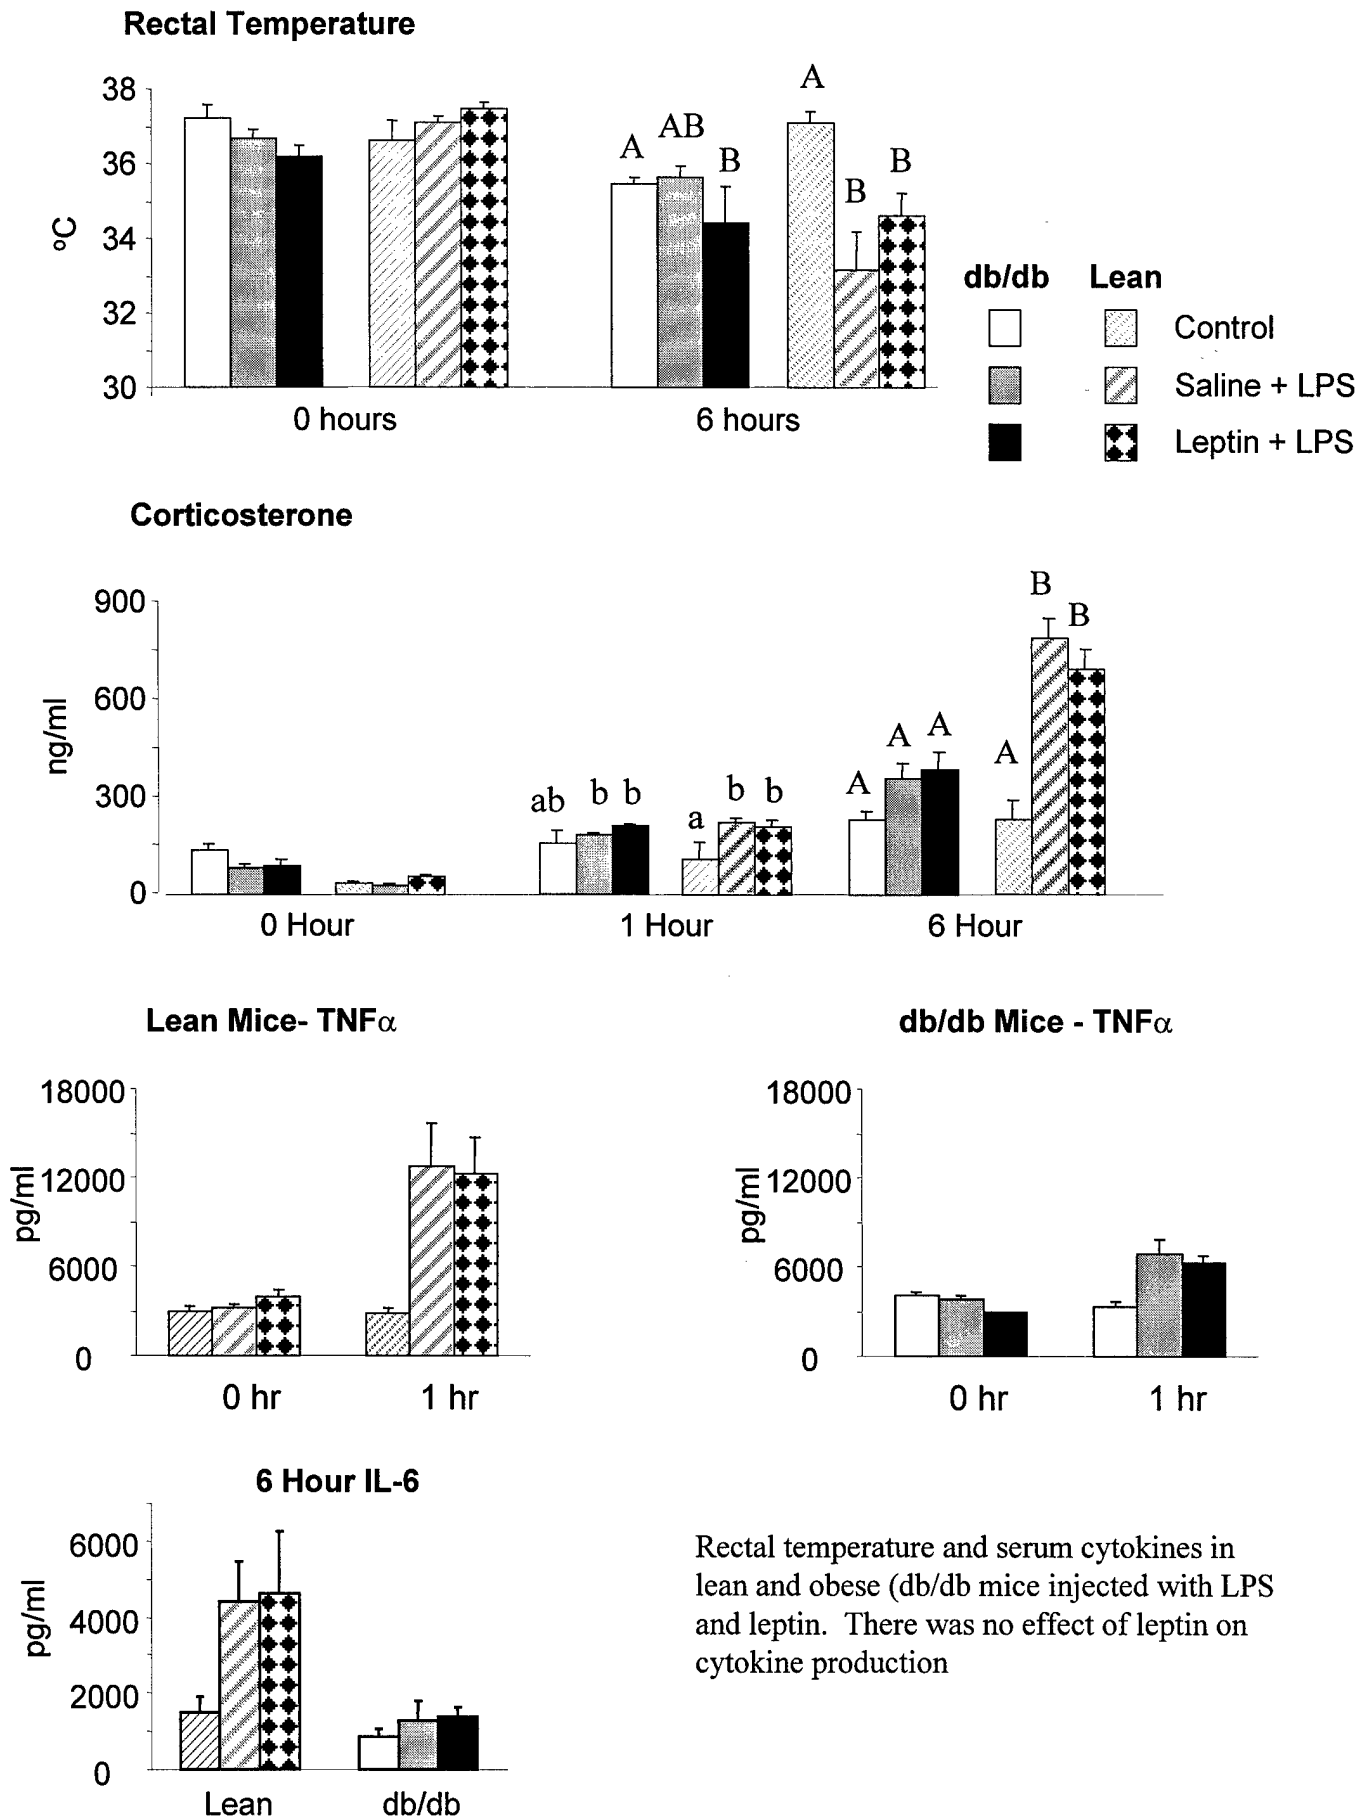 Rectal Temperature
38
36
34
32
30
ºC
A
AB
B
A
B
B
0 hours
6 hours
db/db Lean
Control
Saline + LPS
Leptin + LPS
Corticosterone
900
600
300
0
ng/ml
ab
b
b
a
b
b
A
A
A
A
B
B
0 Hour
1 Hour
6 Hour
Lean Mice- TNFα
18000
12000
6000
0
pg/ml
0 hr
1 hr
db/db Mice - TNFα
18000
12000
6000
0
pg/ml
0 hr
1 hr
6 Hour IL-6
6000
4000
2000
0
pg/ml
Lean
db/db
Rectal temperature and serum cytokines in
lean and obese (db/db mice injected with LPS
and leptin. There was no effect of leptin on
cytokine production